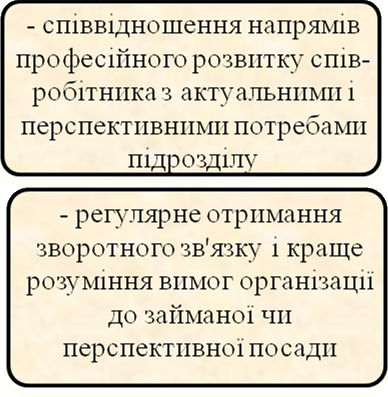 - співвідношення напрямів
професійного розвитку спів-
робітника з актуальними і
перспективними потребами
підрозділу
- регулярне отримання
зворотного зв'язку і краще
розуміння вимог організації
до займаної чи
перспективної посади